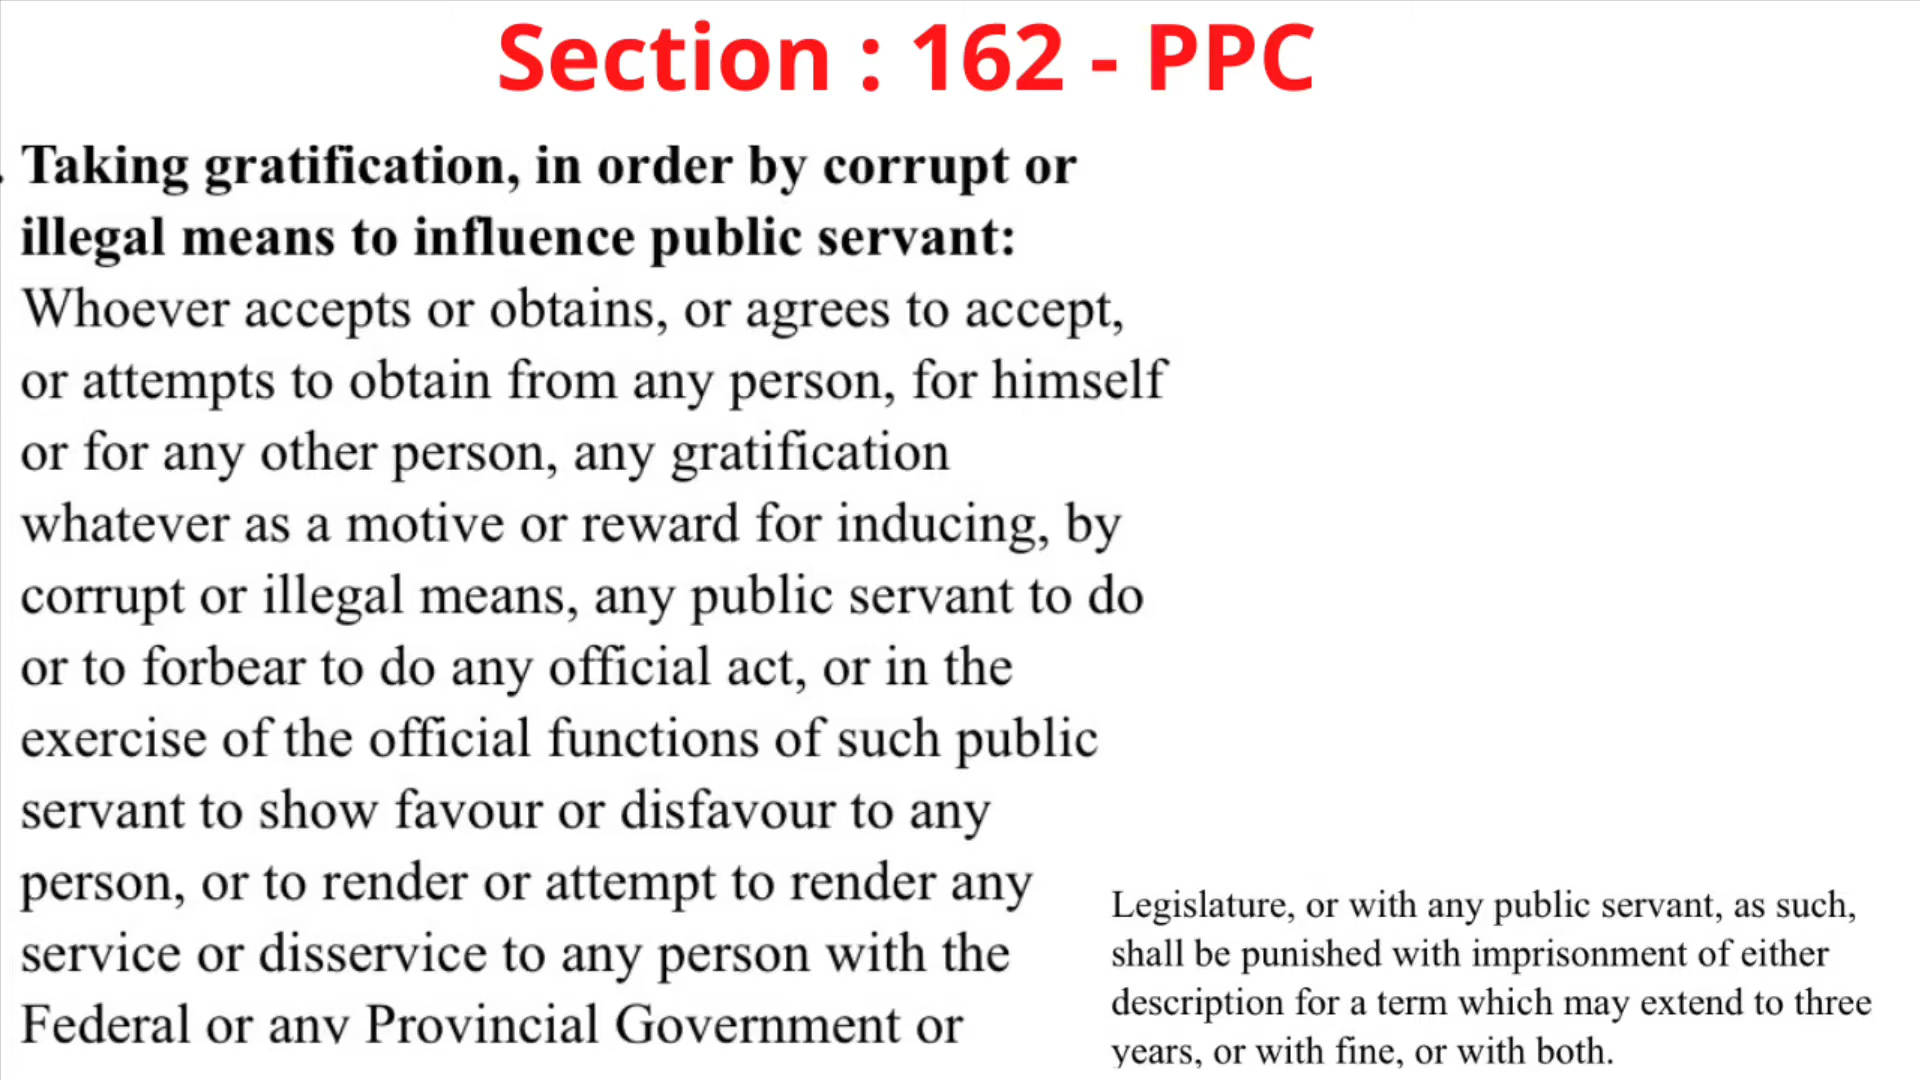 Section : 162 - PPC
. Taking gratification, in order by corrupt or
illegal means to influence public servant:
Whoever accepts or obtains, or agrees to accept,
or attempts to obtain from any person, for himself
or for any other person, any gratification
whatever as a motive or reward for inducing, by
corrupt or illegal means, any public servant to do
or to forbear to do any official act, or in the
exercise of the official functions of such public
servant to show favour or disfavour to any
person, or to render or attempt to render any
service or disservice to any person with the
Federal or any Provincial Government or
Legislature, or with any public servant, as such,
shall be punished with imprisonment of either
description for a term which may extend to three
years, or with fine, or with both.